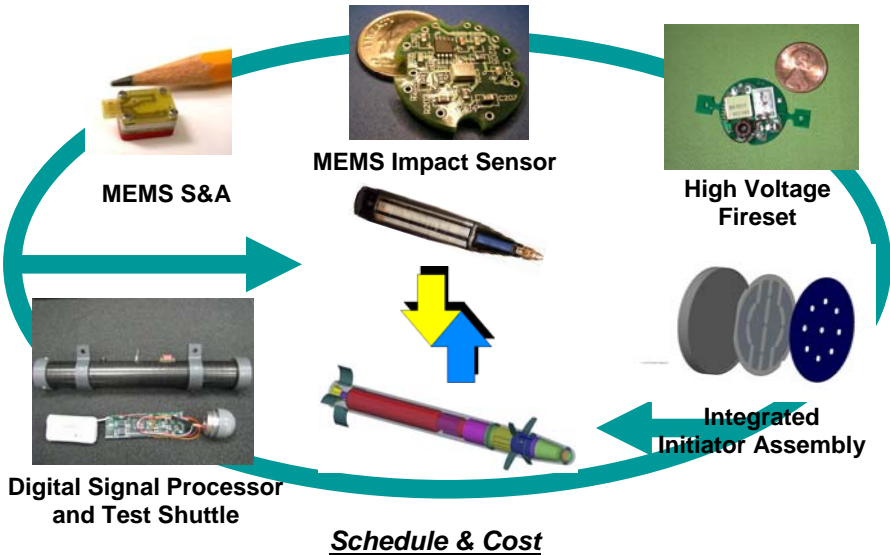 MEMS S&A
MEMS Impact Sensor
High Voltage
Fireset
Integrated
Initiator Assembly
Digital Signal Processor
and Test Shuttle
Schedule & Cost